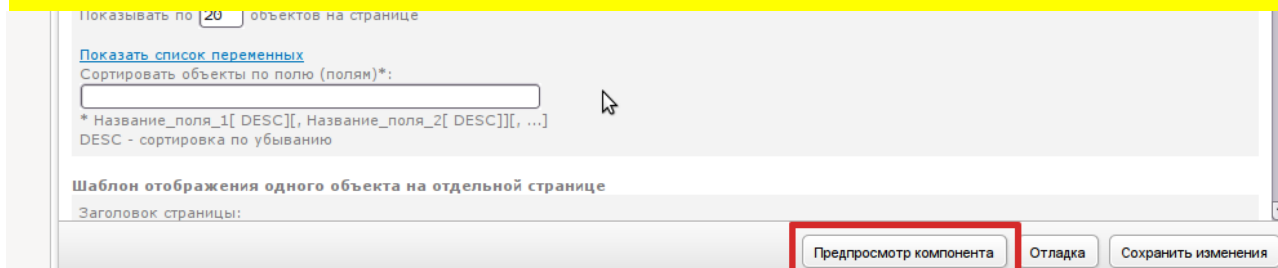 Показывать по 20 объектов на странице
Показать список переменных
Сортировать объекты по полю (полям)*:
* Название_поля_1[ DESC][, Название_поля_2[ DESC]][, ...]
DESC - сортировка по убыванию
Шаблон отображения одного объекта на отдельной странице
Заголовок страницы:
Предпросмотр компонента Отладка Сохранить изменения